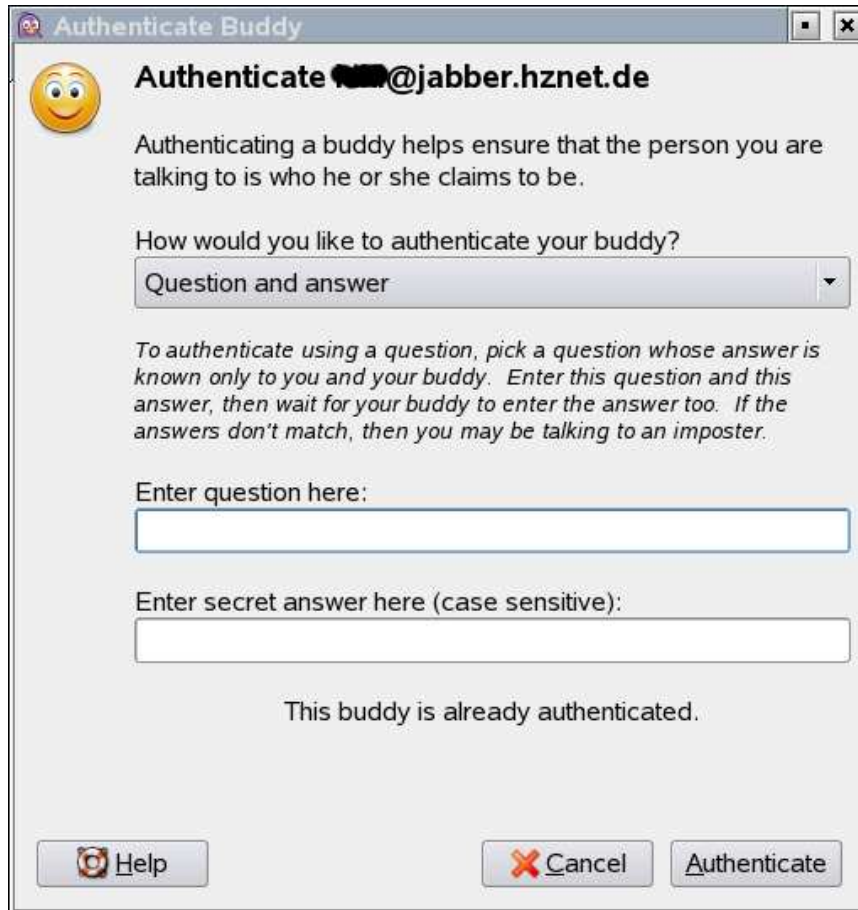 Authenticate Buddy
Authenticate @jabber.hznet.de
Authenticating a buddy helps ensure that the person you are
talking to is who he or she claims to be.
How would you like to authenticate your buddy?
Question and answer
To authenticate using a question, pick a question whose answer is
known only to you and your buddy.  Enter this question and this
answer, then wait for your buddy to enter the answer too.  If the
answers don't match, then you may be talking to an imposter.
Enter question here:
Enter secret answer here (case sensitive):
This buddy is already authenticated.
Help
Cancel
Authenticate